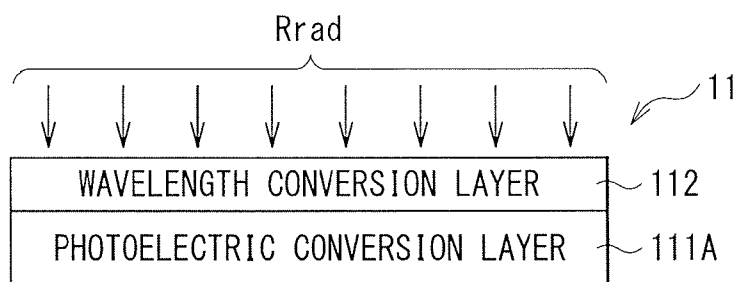 Rrad
11
WAVELENGTH CONVERSION LAYER 112
PHOTOELECTRIC CONVERSION LAYER 111A